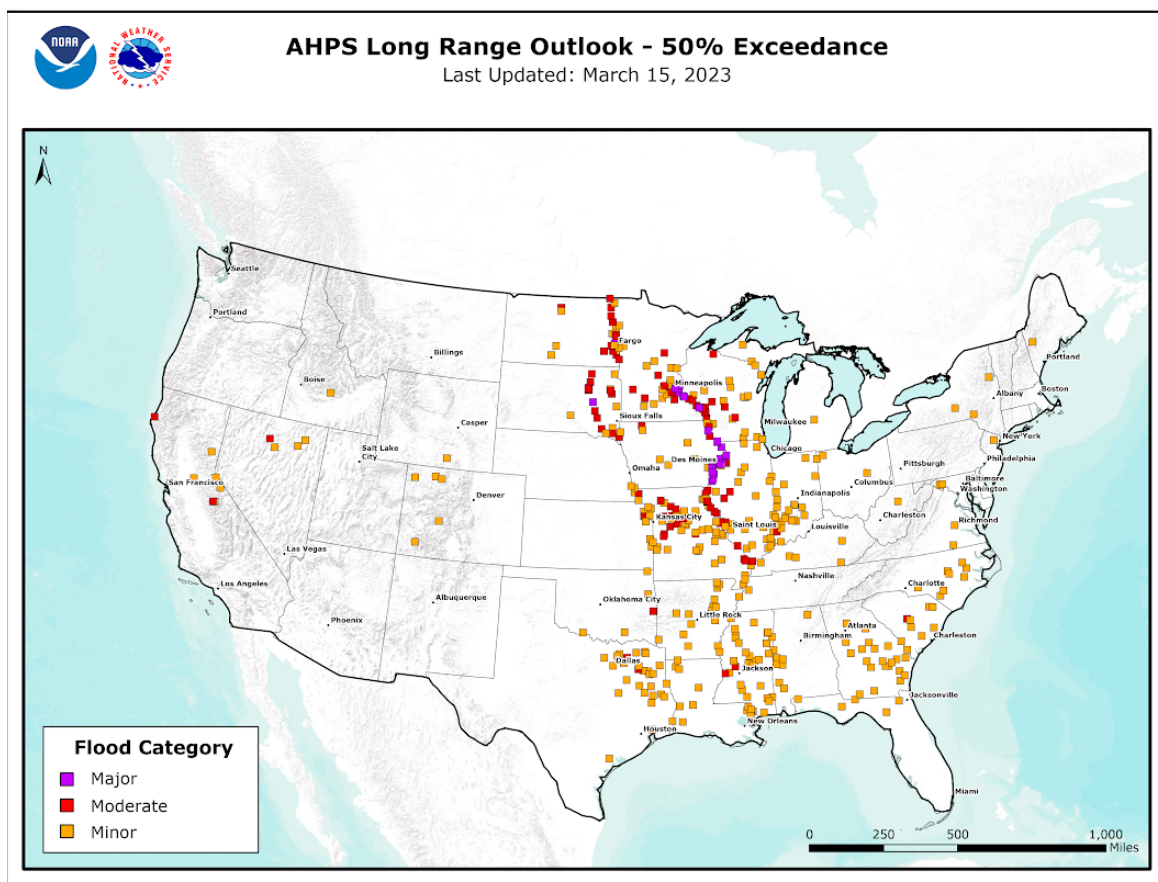 NOAA
NATIONAL WEATHER SERVICE
AHPS Long Range Outlook - 50% Exceedance
Last Updated: March 15, 2023
N
Seattle
Portland
Fargo
Billings
Minneapolis
Portland
Boise
Albany
Boston
Casper
Sioux Falls
Milwaukee
New York
Salt Lake
City
Des Moines
Chicago
Omaha
Pittsburgh
Philadelphia
San Francisco
Denver
Indianapolis
Columbus
Baltimore
Washington
Kansas City
Saint Louis
Louisville
Charleston
Richmond
Las Vegas
Los Angeles
Nashville
Charlotte
Albuquerque
Oklahoma City
Little Rock
Phoenix
Atlanta
Birmingham
Charleston
Dallas
Jackson
Jacksonville
New Orleans
Houston
Miami
Flood Category
Major
Moderate
Minor
0 250 500 1,000
Miles